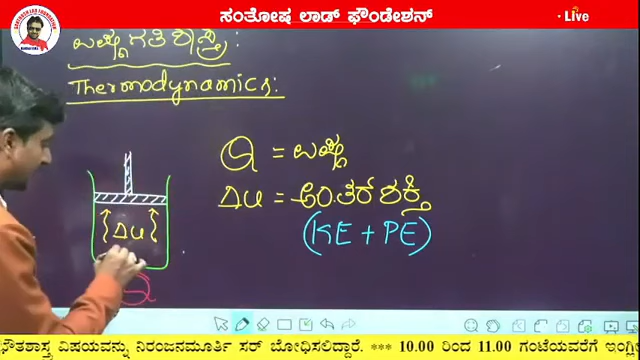 ಸಂತೋಷ ಲಾಡ್ ಫೌಂಡೇಶನ್
Live
ಉಷ್ಣಗತಿಶಾಸ್ತ್ರ:
Thermodynamics:
Q = ಉಷ್ಣ
ΔU = ಆಂತರಿಕ ಶಕ್ತಿ
(KE + PE)
ΔU
Q
ಭೌತಶಾಸ್ತ್ರ ವಿಷಯವನ್ನು ನಿರಂಜನಮೂರ್ತಿ ಸರ್ ಬೋಧಿಸಲಿದ್ದಾರೆ. *** 10.00 ರಿಂದ 11.00 ಗಂಟೆಯವರೆಗೆ ಇಂಗ್ಲಿ